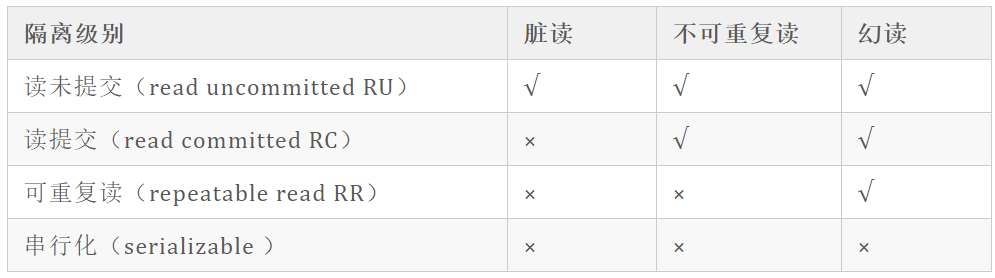 隔离级别 脏读 不可重复读 幻读
读未提交（read uncommitted RU） √ √ √
读提交（read committed RC） × √ √
可重复读（repeatable read RR） × × √
串行化（serializable ） × × ×